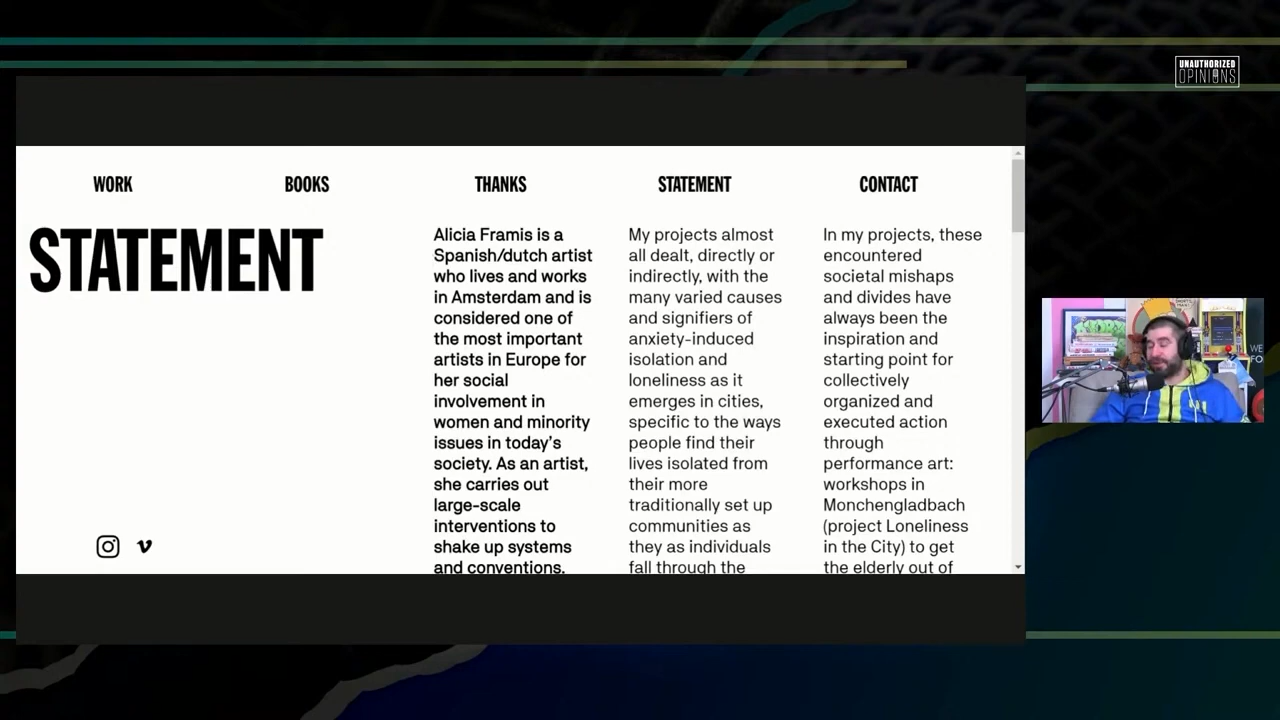 UNAUTHORIZED
OPINIONS
WORK
BOOKS
THANKS
STATEMENT
CONTACT
STATEMENT
Alicia Framis is a
Spanish/dutch artist
who lives and works
in Amsterdam and is
considered one of
the most important
artists in Europe for
her social
involvement in
women and minority
issues in today's
society. As an artist,
she carries out
large-scale
interventions to
shake up systems
and conventions.
My projects almost
all dealt, directly or
indirectly, with the
many varied causes
and signifiers of
anxiety-induced
isolation and
loneliness as it
emerges in cities,
specific to the ways
people find their
lives isolated from
their more
traditionally set up
communities as
they as individuals
fall through the
In my projects, these
encountered
societal mishaps
and divides have
always been the
inspiration and
starting point for
collectively
organized and
executed action
through
performance art:
workshops in
Monchengladbach
(project Loneliness
in the City) to get
the elderly out of
WE
FO